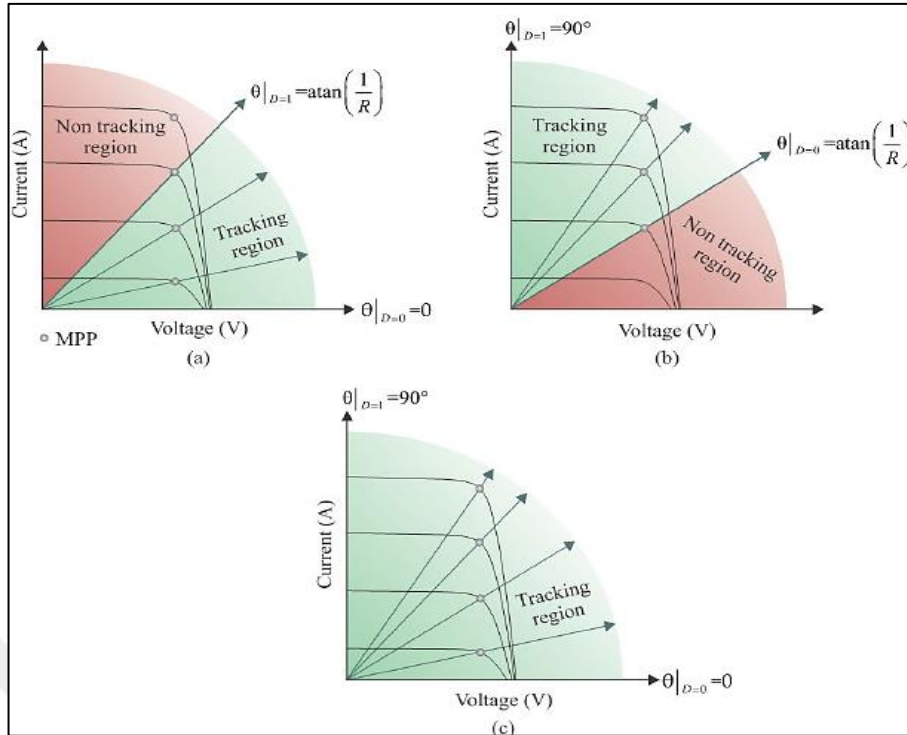 θ|D=1 =atan(1/R)
Non tracking
region
Tracking
region
Current (A)
Voltage (V)
θ|D=0 =0
MPP
(a)
θ|D=1 =90°
Tracking
region
θ|D=0 =atan(1/R)
Non tracking
region
Current (A)
Voltage (V)
(b)
θ|D=1 =90°
Current (A)
Tracking
region
θ|D=0 =0
Voltage (V)
(c)